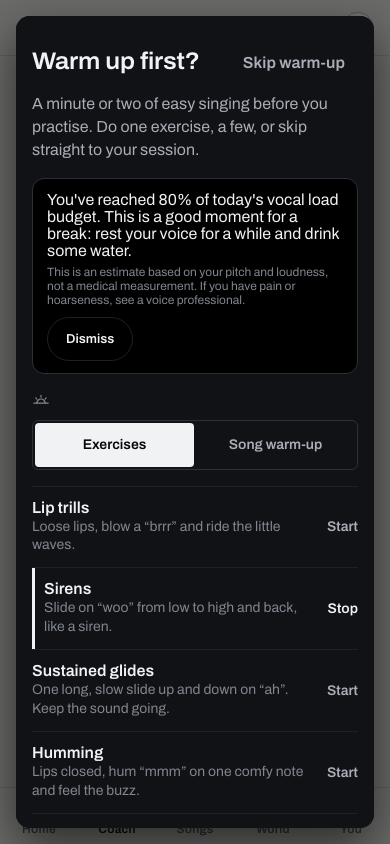 Warm up first?
Skip warm-up
A minute or two of easy singing before you
practise. Do one exercise, a few, or skip
straight to your session.
You've reached 80% of today's vocal load
budget. This is a good moment for a
break: rest your voice for a while and drink
some water.
This is an estimate based on your pitch and loudness,
not a medical measurement. If you have pain or
hoarseness, see a voice professional.
Dismiss
Exercises
Song warm-up
Lip trills
Loose lips, blow a “brrr” and ride the little
waves.
Start
Sirens
Slide on “woo” from low to high and back,
like a siren.
Stop
Sustained glides
One long, slow slide up and down on “ah”.
Keep the sound going.
Start
Humming
Lips closed, hum “mmm” on one comfy note
and feel the buzz.
Start
Home
Coach
Songs
World
You